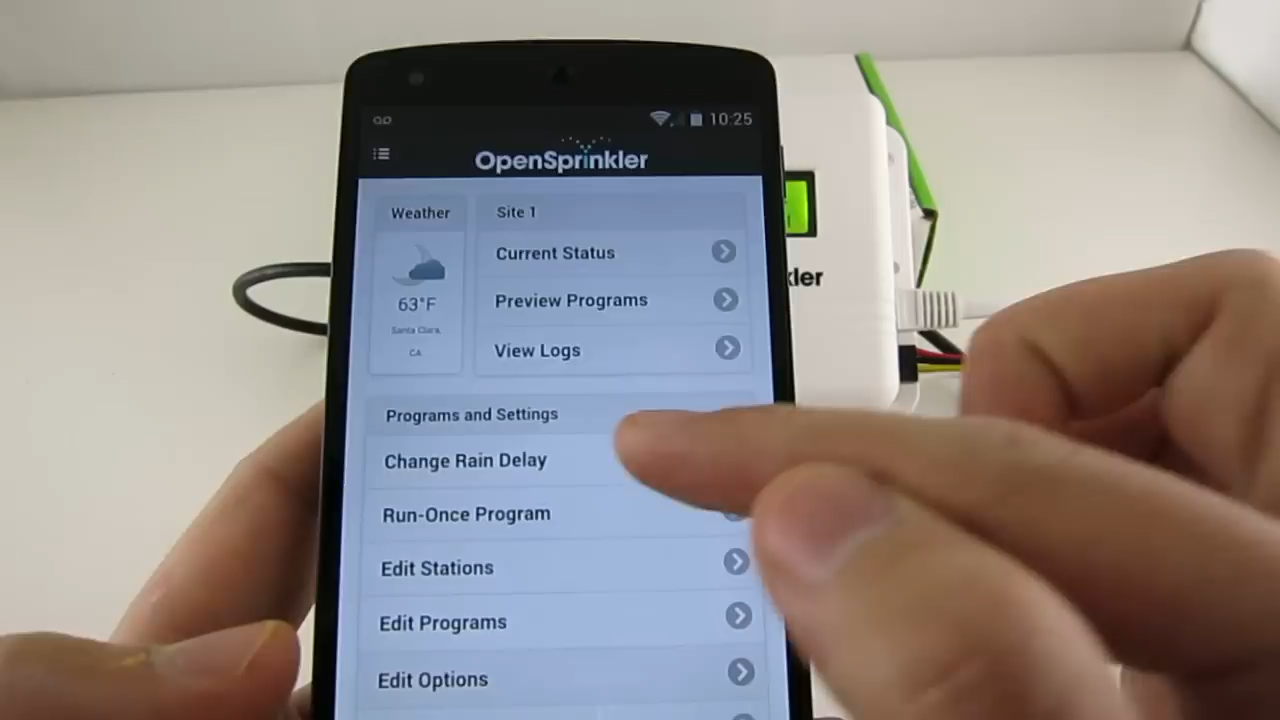 10:25
OpenSprinkler
Weather
Site 1
Current Status
63°F
Preview Programs
Santa Clara,
CA
View Logs
Programs and Settings
Change Rain Delay
Run-Once Program
Edit Stations
Edit Programs
Edit Options
kler